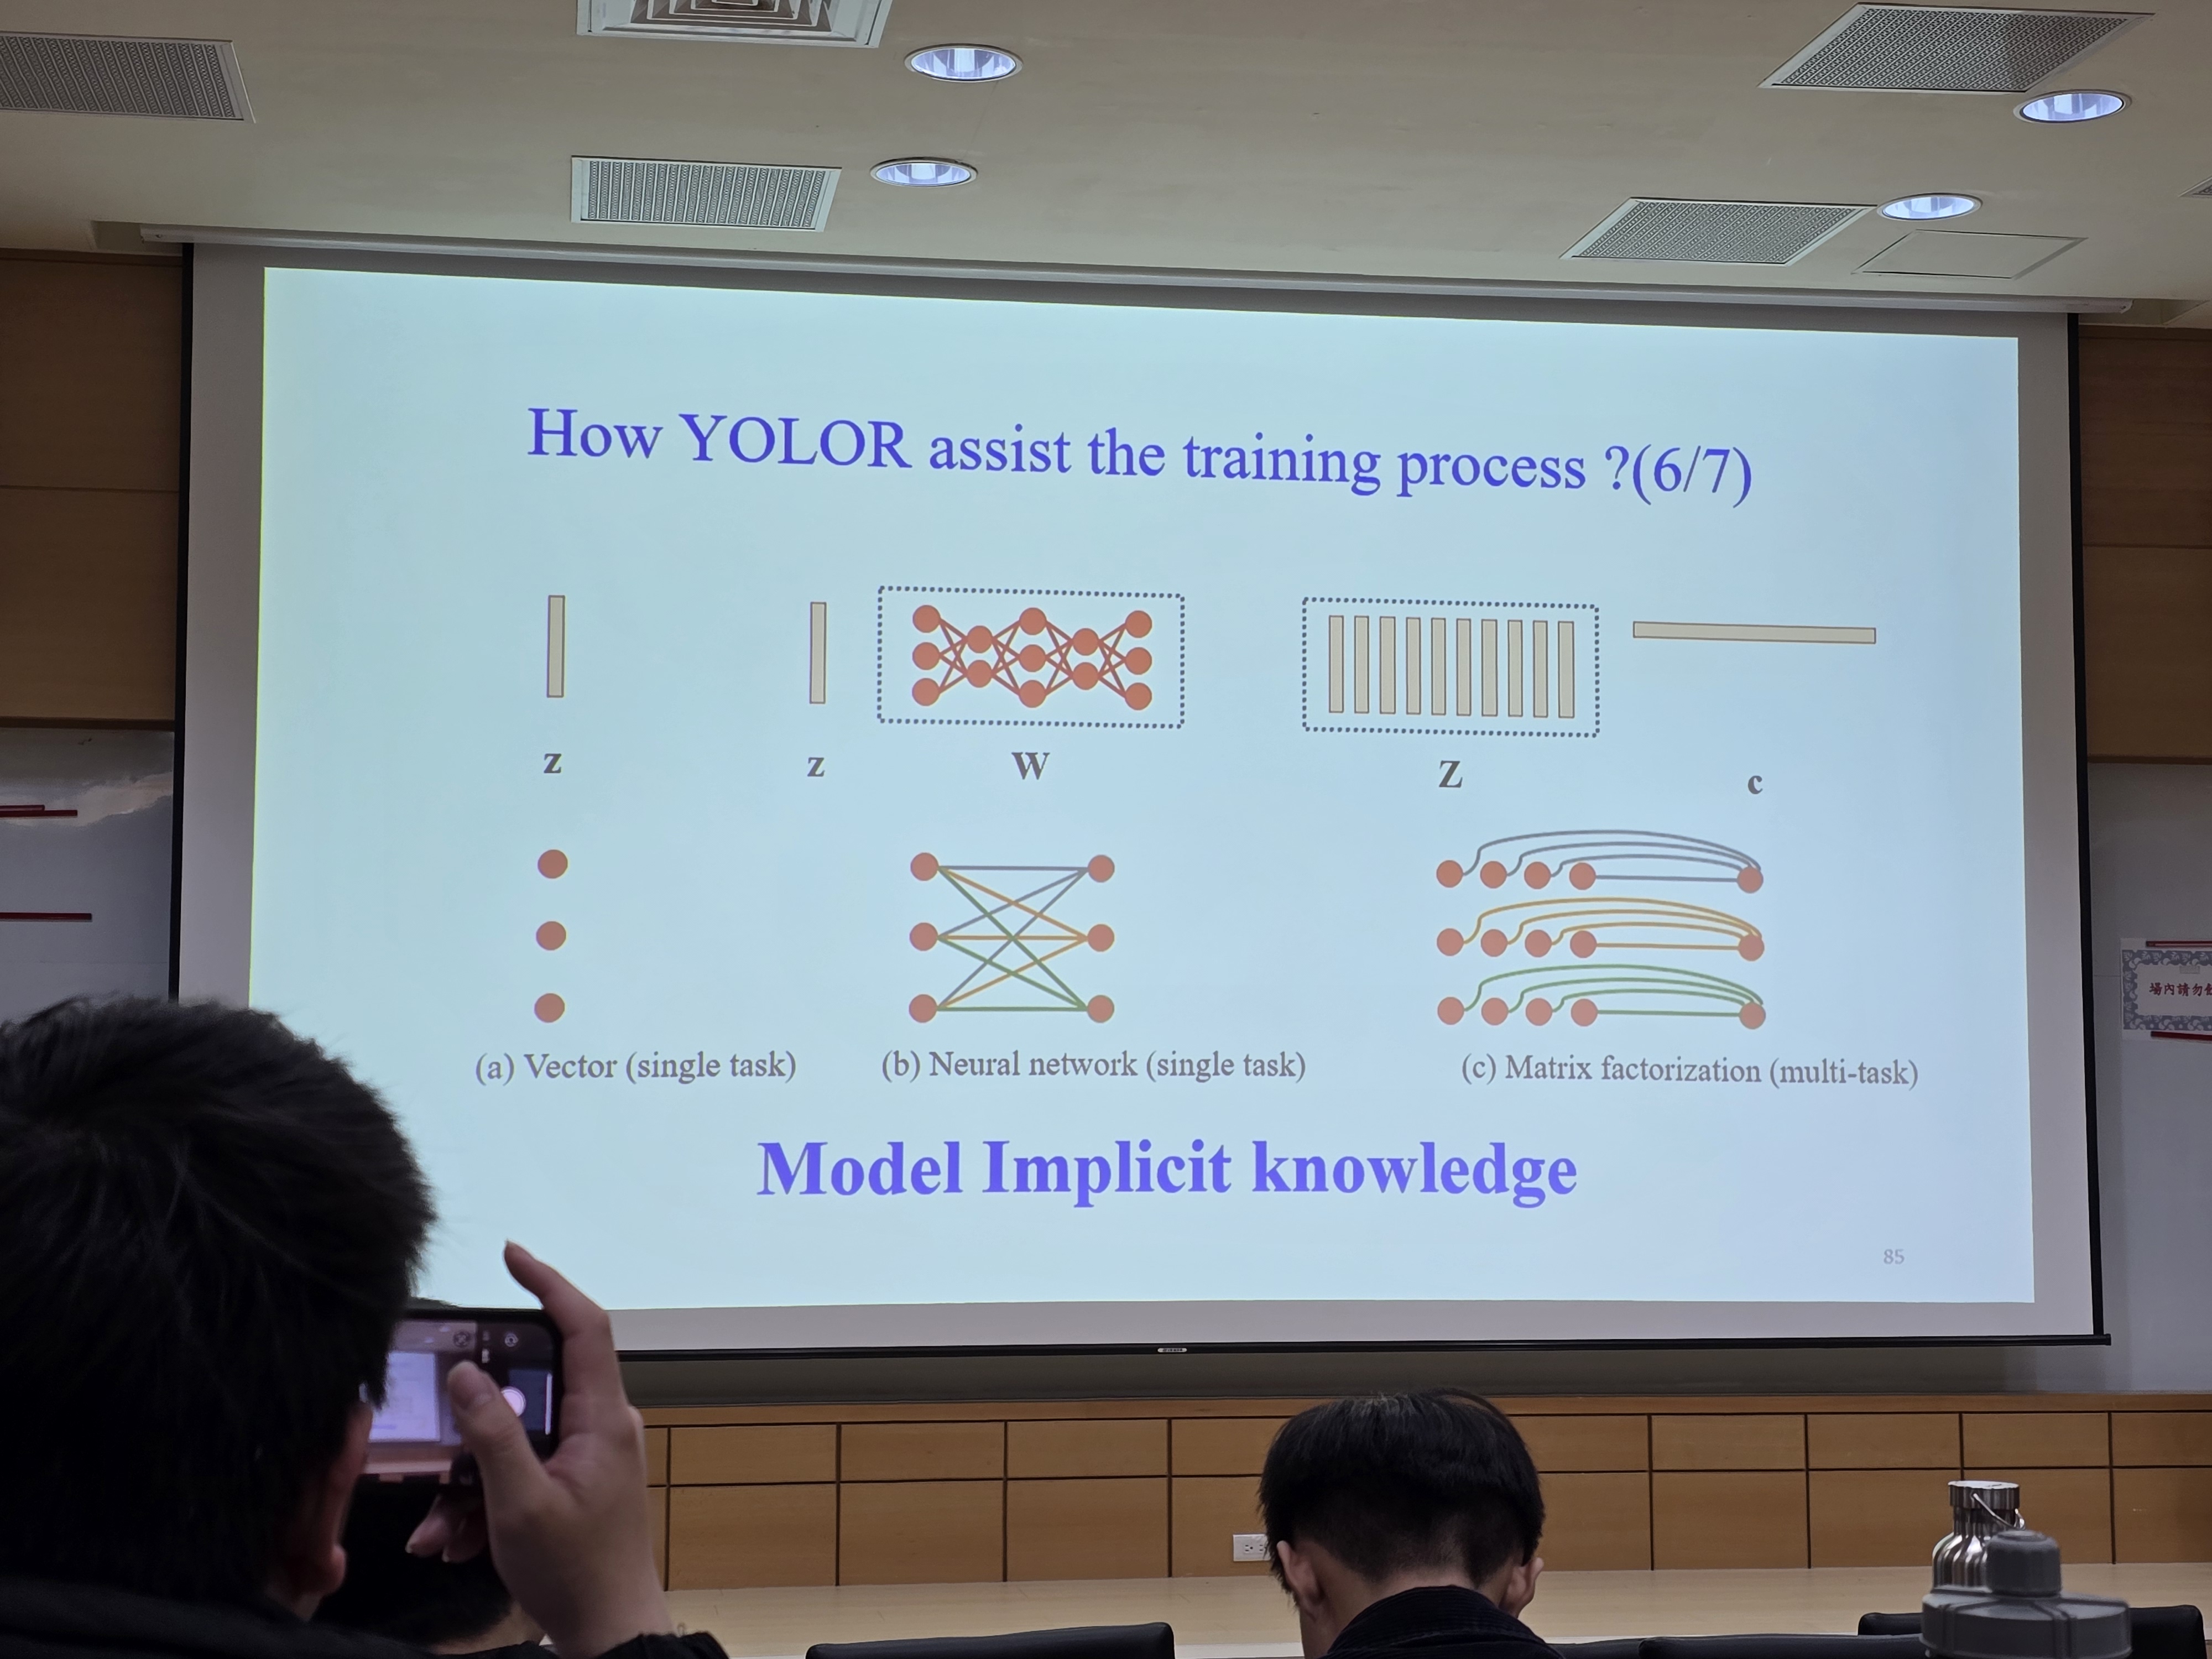 How YOLOR assist the training process ?(6/7)
z
z
W
Z
c
(a) Vector (single task)
(b) Neural network (single task)
(c) Matrix factorization (multi-task)
Model Implicit knowledge
85
場內請勿